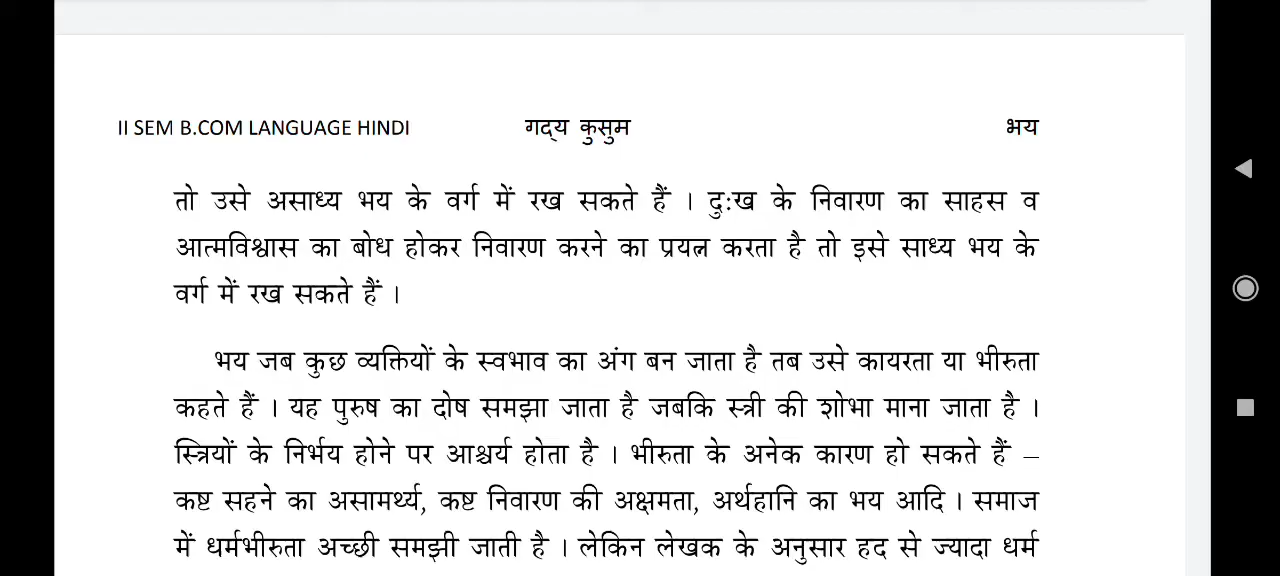 II SEM B.COM LANGUAGE HINDI गद्य कुसुम भय
तो उसे असाध्य भय के वर्ग में रख सकते हैं । दुःख के निवारण का साहस व
आत्मविश्वास का बोध होकर निवारण करने का प्रयत्न करता है तो इसे साध्य भय के
वर्ग में रख सकते हैं ।
भय जब कुछ व्यक्तियों के स्वभाव का अंग बन जाता है तब उसे कायरता या भीरुता
कहते हैं । यह पुरुष का दोष समझा जाता है जबकि स्त्री की शोभा माना जाता है ।
स्त्रियों के निर्भय होने पर आश्चर्य होता है । भीरुता के अनेक कारण हो सकते हैं –
कष्ट सहने का असामर्थ्य, कष्ट निवारण की अक्षमता, अर्थहानि का भय आदि । समाज
में धर्मभीरुता अच्छी समझी जाती है । लेकिन लेखक के अनुसार हद से ज्यादा धर्म